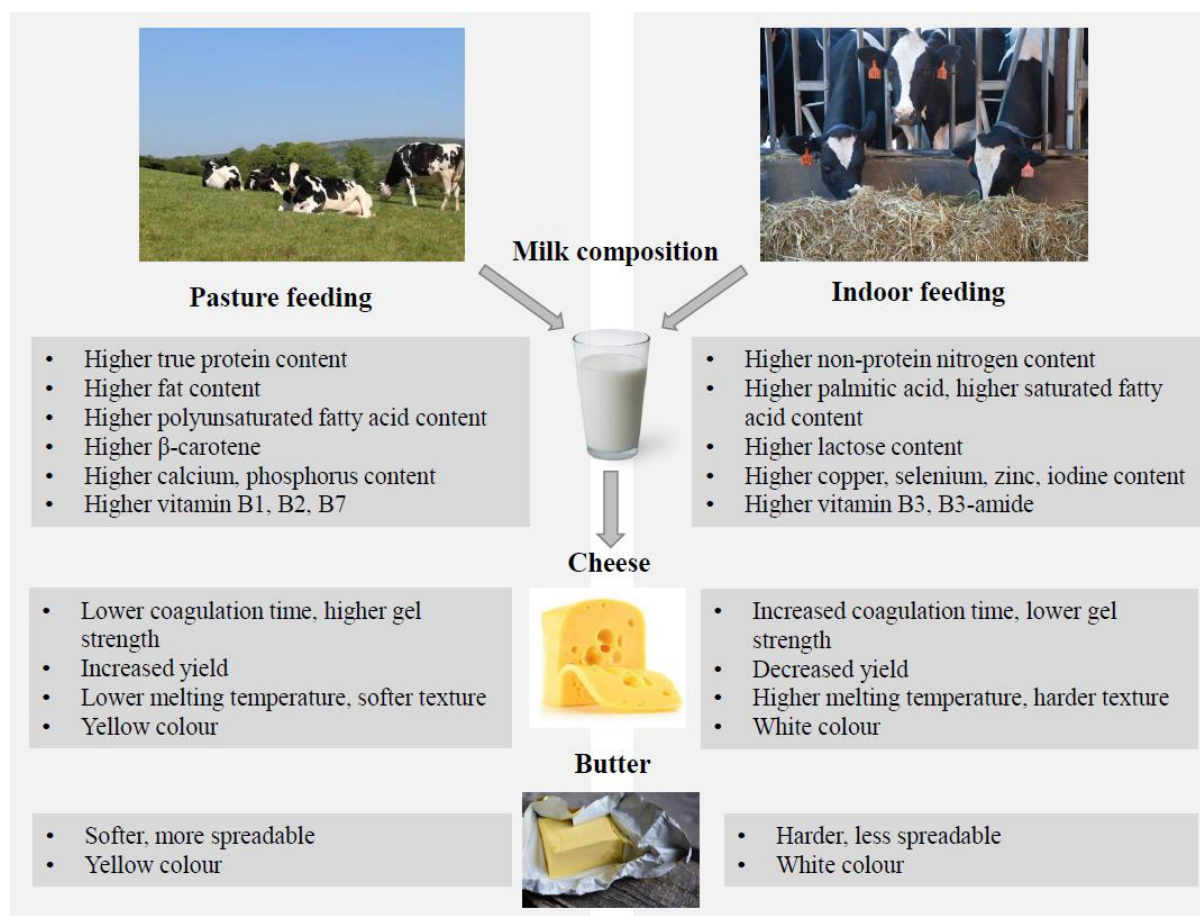 Milk composition
Pasture feeding
Indoor feeding
• Higher true protein content
• Higher fat content
• Higher polyunsaturated fatty acid content
• Higher β-carotene
• Higher calcium, phosphorus content
• Higher vitamin B1, B2, B7
• Higher non-protein nitrogen content
• Higher palmitic acid, higher saturated fatty
acid content
• Higher lactose content
• Higher copper, selenium, zinc, iodine content
• Higher vitamin B3, B3-amide
Cheese
• Lower coagulation time, higher gel
strength
• Increased yield
• Lower melting temperature, softer texture
• Yellow colour
• Increased coagulation time, lower gel
strength
• Decreased yield
• Higher melting temperature, harder texture
• White colour
Butter
• Softer, more spreadable
• Yellow colour
• Harder, less spreadable
• White colour